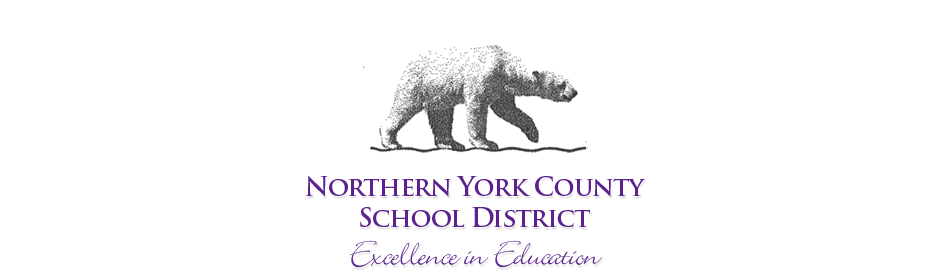 Northern York County
School District
Excellence in Education